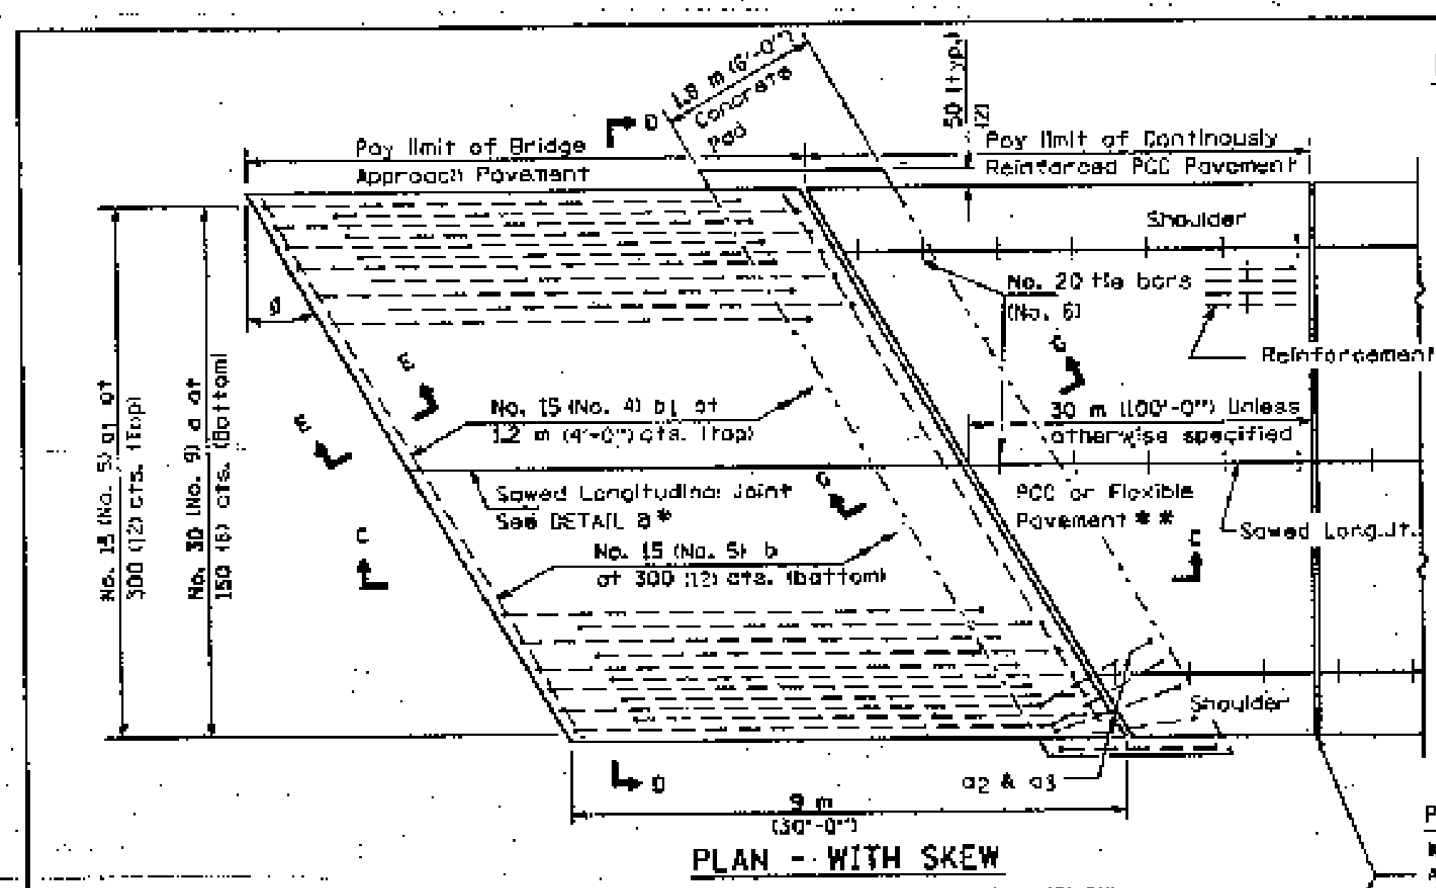 1.8 m (6'-0")
Concrete
Pad
50 (typ.)
(2)
D
Pay limit of Bridge
Approach Pavement
Pay limit of Continously
Reinforced PCC Pavement
Shoulder
No. 20 tie bars
(No. 6)
Reinforcement
ø
E
G
No. 15 (No. 5) a1 at
300 (12) cts. (Top)
No. 30 (No. 9) a at
150 (6) cts. (Bottom)
No. 15 (No. 4) b1 at
1.2 m (4'-0") cts. (top)
30 m (100'-0") Unless
otherwise specified
E
Sawed Longitudinal Joint
See DETAIL B*
G
PCC or Flexible
Pavement * *
Sawed Long. Jt.
C
No. 15 (No. 5) b
at 300 (12) cts. (bottom)
C
Shoulder
D
a2 & a3
9 m
(30'-0")
PLAN - WITH SKEW